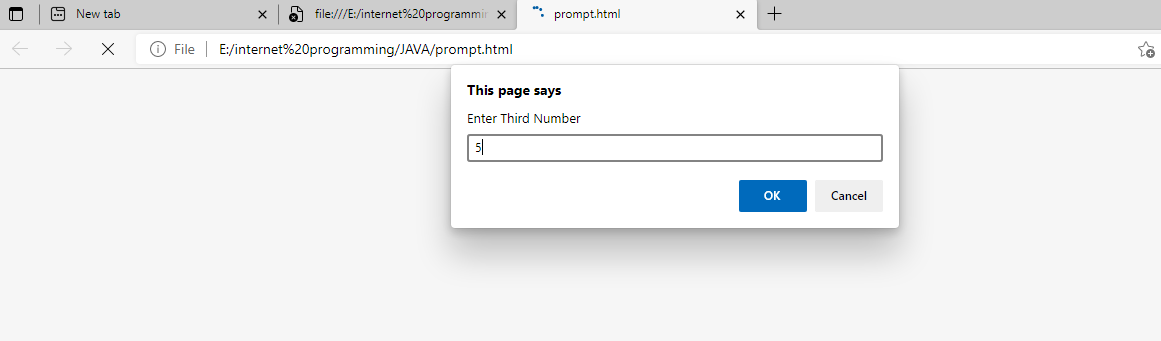 New tab
file:///E:/internet%20programmin
prompt.html
File
E:/internet%20programming/JAVA/prompt.html
This page says
Enter Third Number
5
OK
Cancel